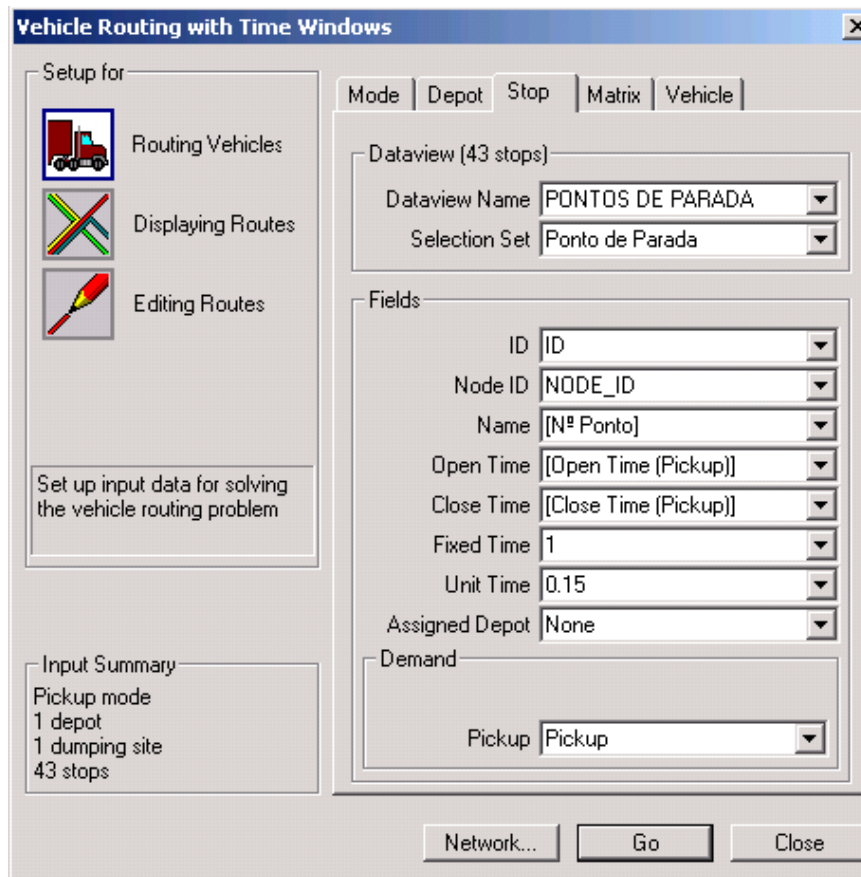 Vehicle Routing with Time Windows
Setup for
Routing Vehicles
Displaying Routes
Editing Routes
Set up input data for solving
the vehicle routing problem
Input Summary
Pickup mode
1 depot
1 dumping site
43 stops
Mode Depot Stop Matrix Vehicle
Dataview (43 stops)
Dataview Name PONTOS DE PARADA
Selection Set Ponto de Parada
Fields
ID ID
Node ID NODE_ID
Name [Nº Ponto]
Open Time [Open Time (Pickup)]
Close Time [Close Time (Pickup)]
Fixed Time 1
Unit Time 0.15
Assigned Depot None
Demand
Pickup Pickup
Network... Go Close